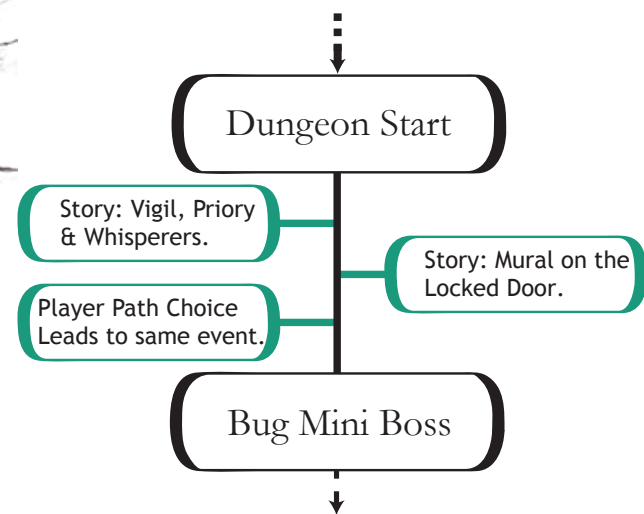 Dungeon Start
Story: Vigil, Priory
& Whisperers.
Story: Mural on the
Locked Door.
Player Path Choice
Leads to same event.
Bug Mini Boss